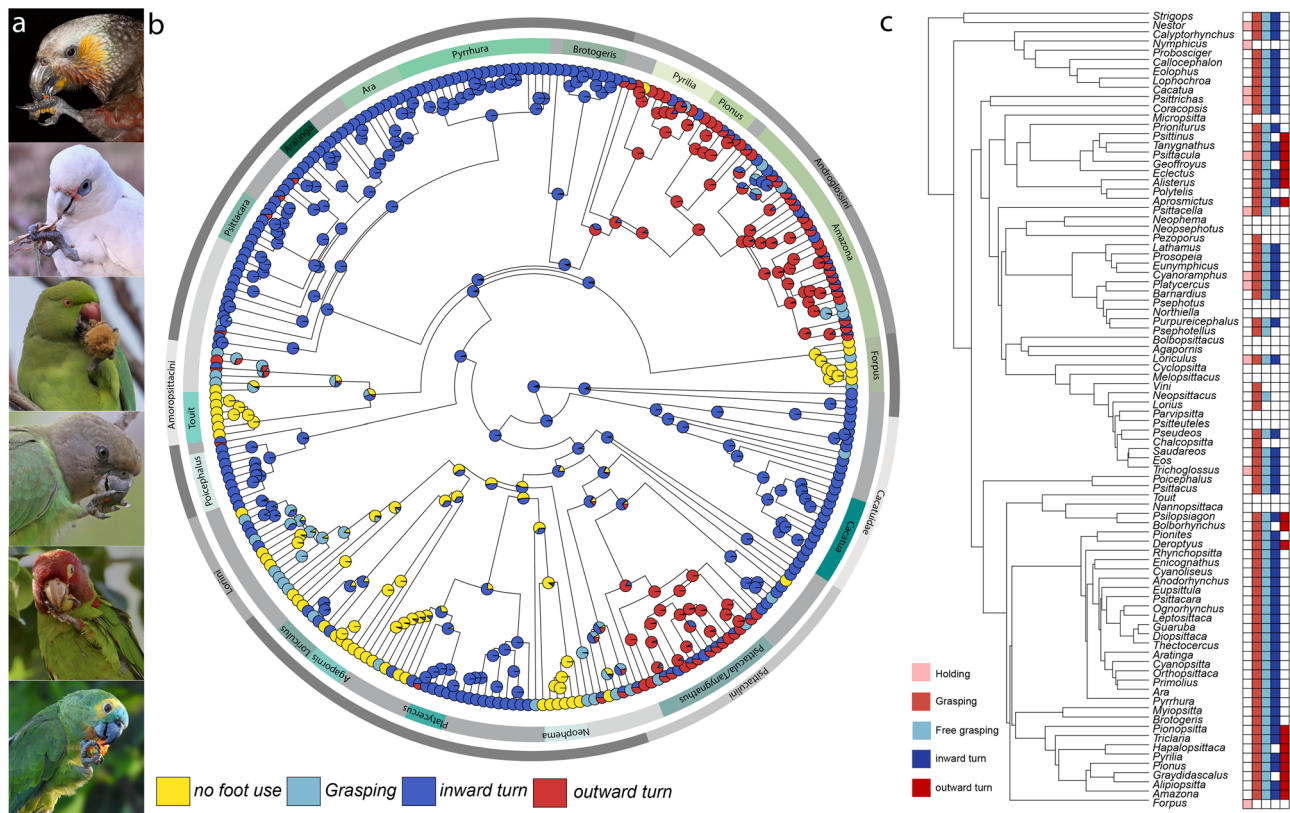 a
b
c
Pyrrhura
Brotogeris
Ara
Pyrilia
Aratinga
Pionus
Psittacara
Androglossini
Amazona
Amoropsittacini
Forpus
Touit
Poicephalus
Cacatuidae
Cacatua
Loriini
Loriculus
Agapornis
Psittacula/Tanygnathus
Psittaculini
Platycercus
Neophema
no foot use
Grasping
inward turn
outward turn
Strigops
Nestor
Calyptorhynchus
Nymphicus
Probosciger
Callocephalon
Eolophus
Lophochroa
Cacatua
Psittrichas
Coracopsis
Micropsitta
Prioniturus
Psittinus
Tanygnathus
Psittacula
Geoffroyus
Eclectus
Alisterus
Polytelis
Aprosmictus
Psittacella
Neophema
Neopsephotus
Pezoporus
Lathamus
Prosopeia
Eunymphicus
Cyanoramphus
Platycercus
Barnardius
Psephotus
Northiella
Purpureicephalus
Psephotellus
Bolbopsittacus
Agapornis
Loriculus
Cyclopsitta
Melopsittacus
Vini
Neopsittacus
Lorius
Parvipsitta
Psitteuteles
Pseudeos
Chalcopsitta
Saudareos
Eos
Trichoglossus
Poicephalus
Psittacus
Touit
Nannopsittaca
Psilopsiagon
Bolborhynchus
Pionites
Deroptyus
Rhyrichopsitta
Enicognathus
Cyanoliseus
Anodorhynchus
Eupsittula
Psittacara
Ognorhynchus
Leptosittaca
Guaruba
Diopsittaca
Thectocercus
Aratinga
Cyanopsitta
Orthopsittaca
Primolius
Ara
Pyrrhura
Myiopsitta
Brotogeris
Pionopsitta
Triclaria
Hapalopsittaca
Pyrilia
Pionus
Graydidascalus
Alipiopsitta
Amazona
Forpus
Holding
Grasping
Free grasping
inward turn
outward turn